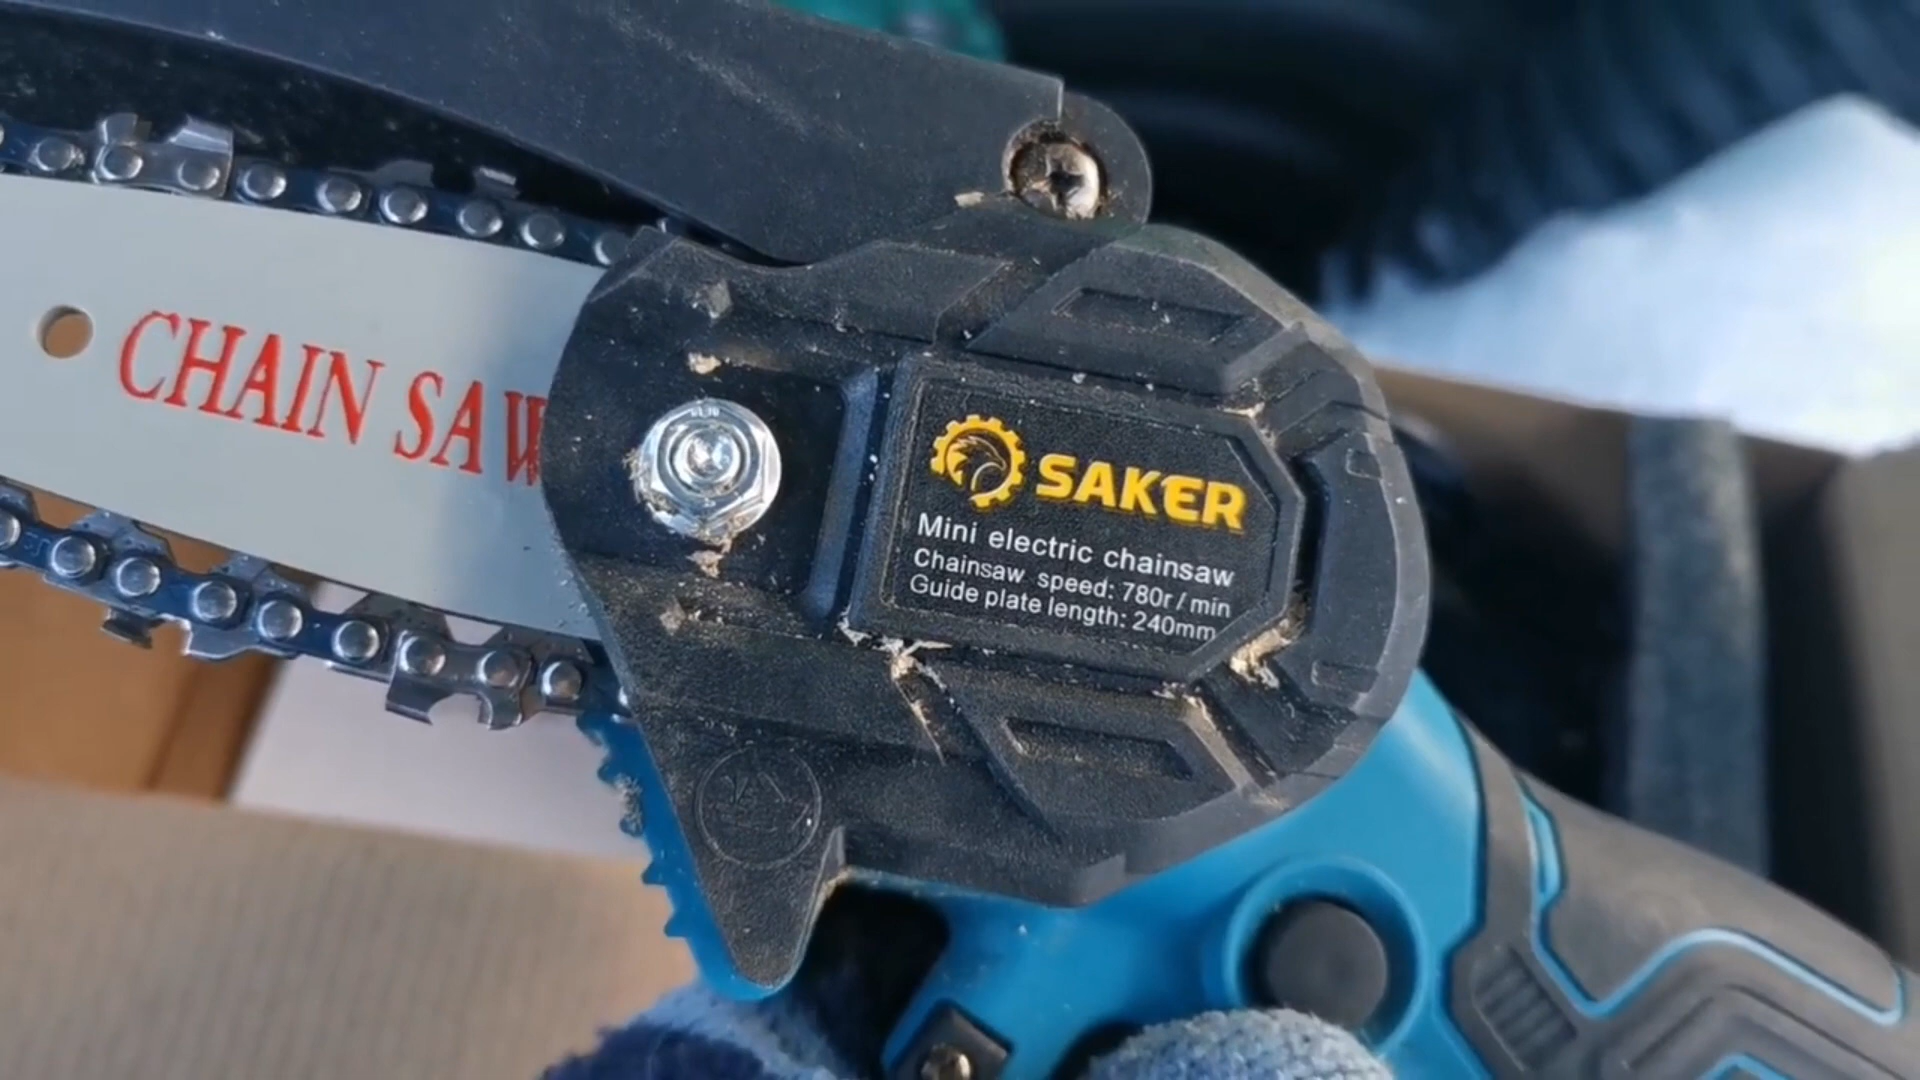 CHAIN SAW
SAKER
Mini electric chainsaw
Chainsaw speed: 780r/min
Guide plate length: 240mm